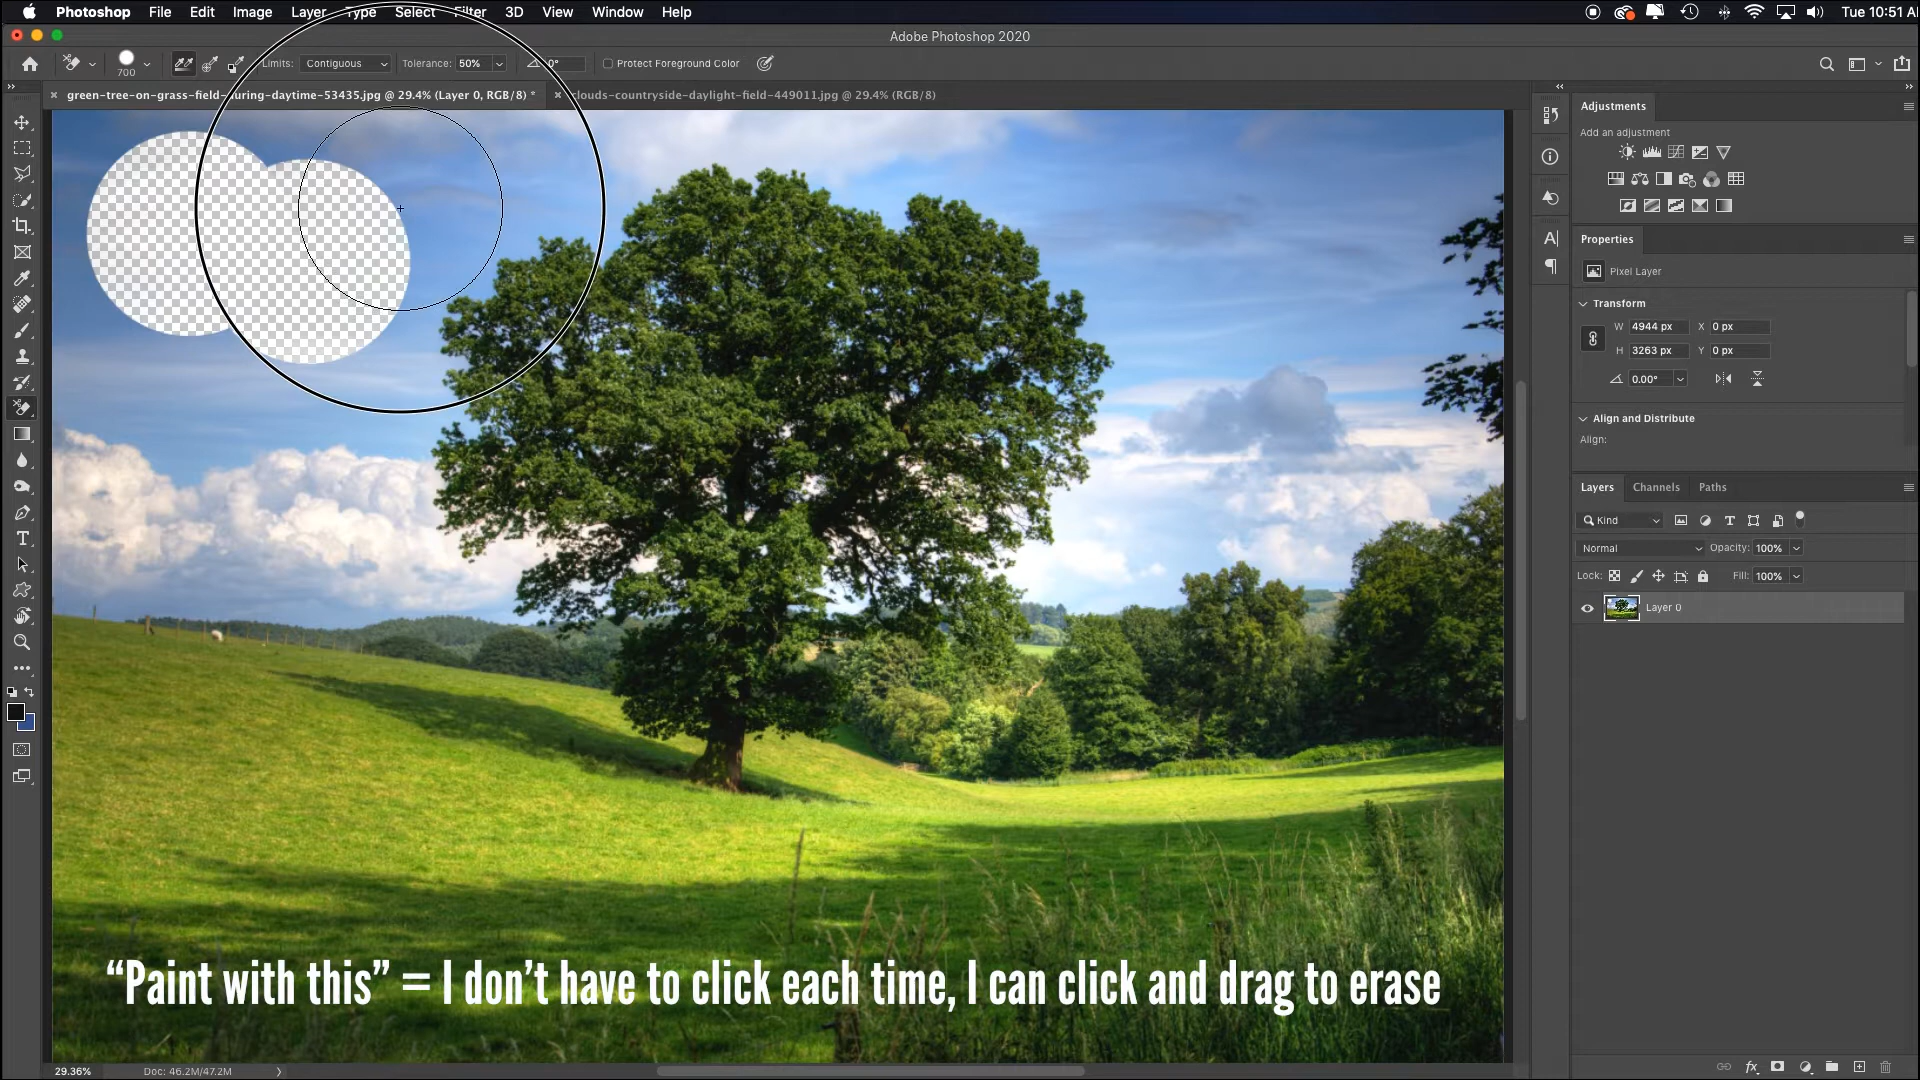 Photoshop File Edit Image Layer Type Select Filter 3D View Window Help Tue 10:51 A
Adobe Photoshop 2020
700 Limits: Contiguous Tolerance: 50% 0° Protect Foreground Color
green-tree-on-grass-field-during-daytime-53435.jpg @ 29.4% (Layer 0, RGB/8) * clouds-countryside-daylight-field-449011.jpg @ 29.4% (RGB/8)
Adjustments
Add an adjustment
Properties
Pixel Layer
Transform
W 4944 px X 0 px
H 3263 px Y 0 px
0.00°
Align and Distribute
Align:
Layers Channels Paths
Kind
Normal Opacity: 100%
Lock: Fill: 100%
Layer 0
“Paint with this” = I don’t have to click each time, I can click and drag to erase
29.36% Doc: 46.2M/47.2M